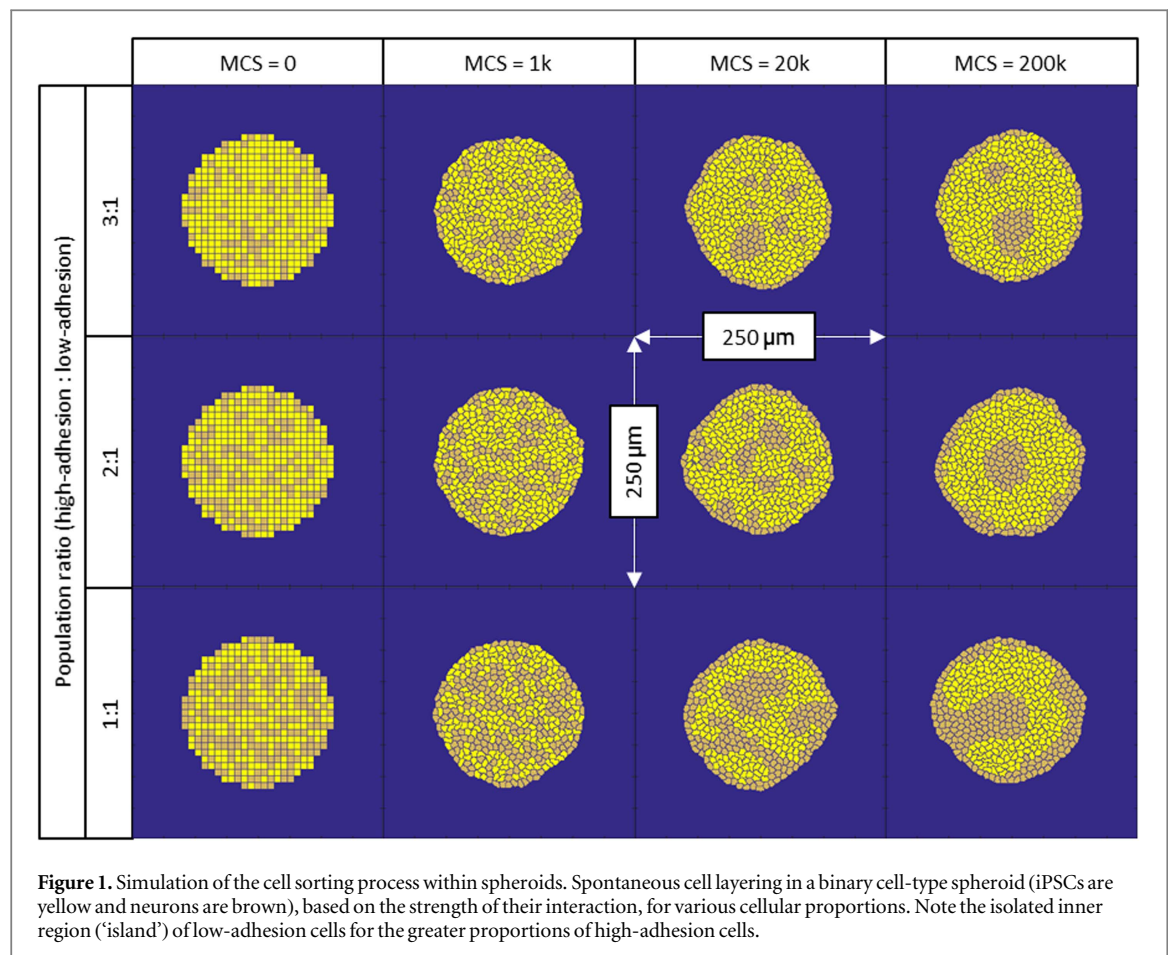 MCS = 0
MCS = 1k
MCS = 20k
MCS = 200k
Population ratio (high-adhesion : low-adhesion)
3:1
2:1
1:1
250 µm
250 µm
Figure 1. Simulation of the cell sorting process within spheroids. Spontaneous cell layering in a binary cell-type spheroid (iPSCs are
yellow and neurons are brown), based on the strength of their interaction, for various cellular proportions. Note the isolated inner
region (‘island’) of low-adhesion cells for the greater proportions of high-adhesion cells.